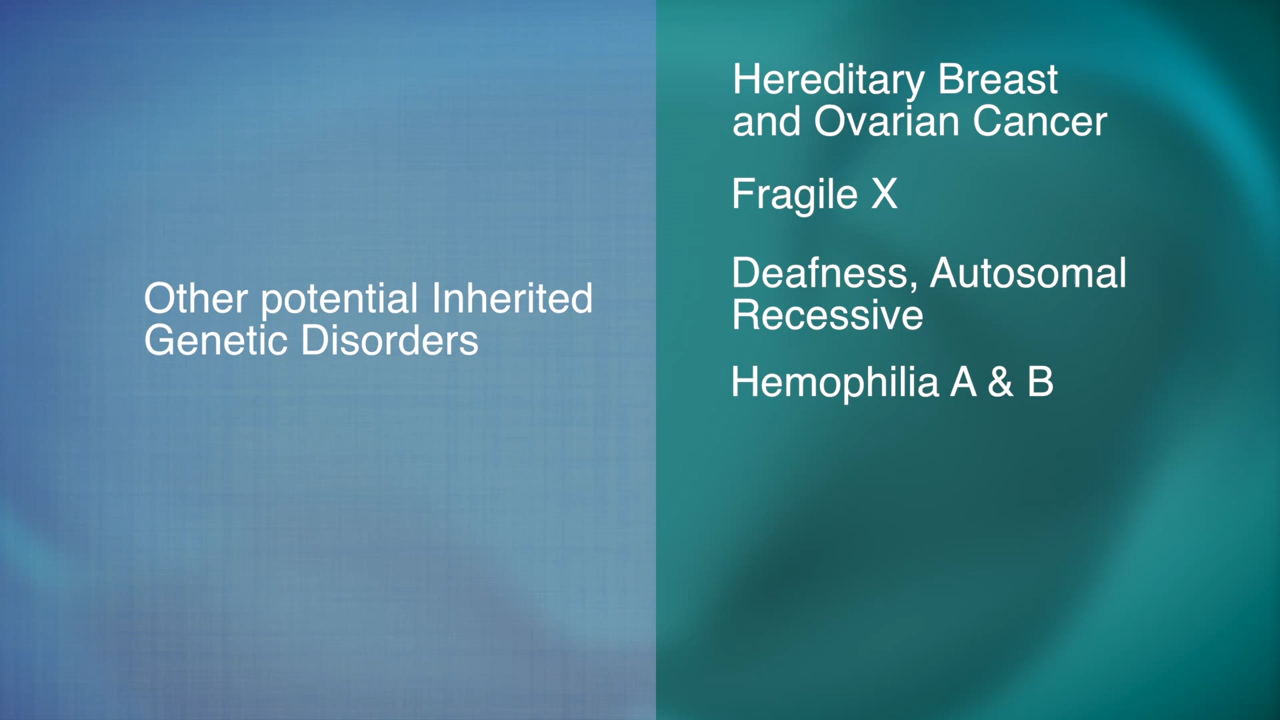 Other potential Inherited
Genetic Disorders
Hereditary Breast
and Ovarian Cancer
Fragile X
Deafness, Autosomal
Recessive
Hemophilia A & B